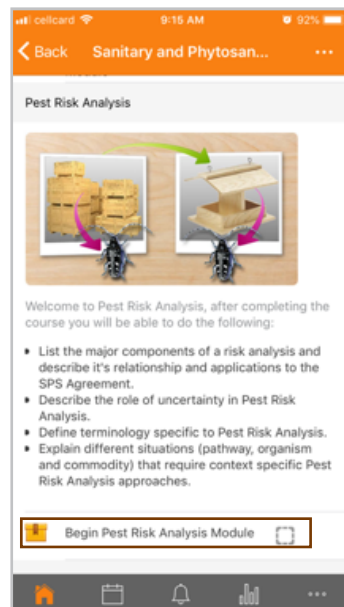 cellcard 9:15 AM 92%
Back Sanitary and Phytosan...
Pest Risk Analysis
Welcome to Pest Risk Analysis, after completing the
course you will be able to do the following:
List the major components of a risk analysis and
describe it's relationship and applications to the
SPS Agreement.
Describe the role of uncertainty in Pest Risk
Analysis.
Define terminology specific to Pest Risk Analysis.
Explain different situations (pathway, organism
and commodity) that require context specific Pest
Risk Analysis approaches.
Begin Pest Risk Analysis Module